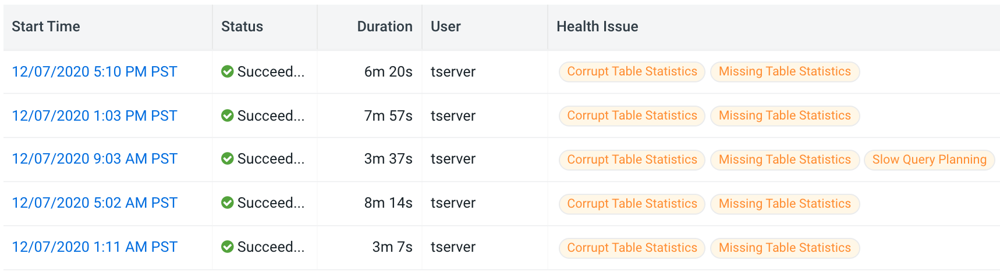 Start Time Status Duration User Health Issue
12/07/2020 5:10 PM PST Succeed... 6m 20s tserver Corrupt Table Statistics Missing Table Statistics
12/07/2020 1:03 PM PST Succeed... 7m 57s tserver Corrupt Table Statistics Missing Table Statistics
12/07/2020 9:03 AM PST Succeed... 3m 37s tserver Corrupt Table Statistics Missing Table Statistics Slow Query Planning
12/07/2020 5:02 AM PST Succeed... 8m 14s tserver Corrupt Table Statistics Missing Table Statistics
12/07/2020 1:11 AM PST Succeed... 3m 7s tserver Corrupt Table Statistics Missing Table Statistics